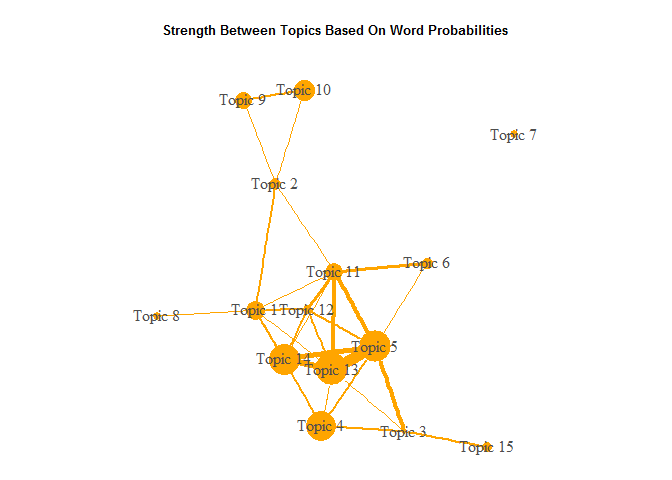 Strength Between Topics Based On Word Probabilities
Topic 10
Topic 9
Topic 7
Topic 2
Topic 6
Topic 11
Topic 1
Topic 12
Topic 8
Topic 5
Topic 14
Topic 13
Topic 4
Topic 3
Topic 15